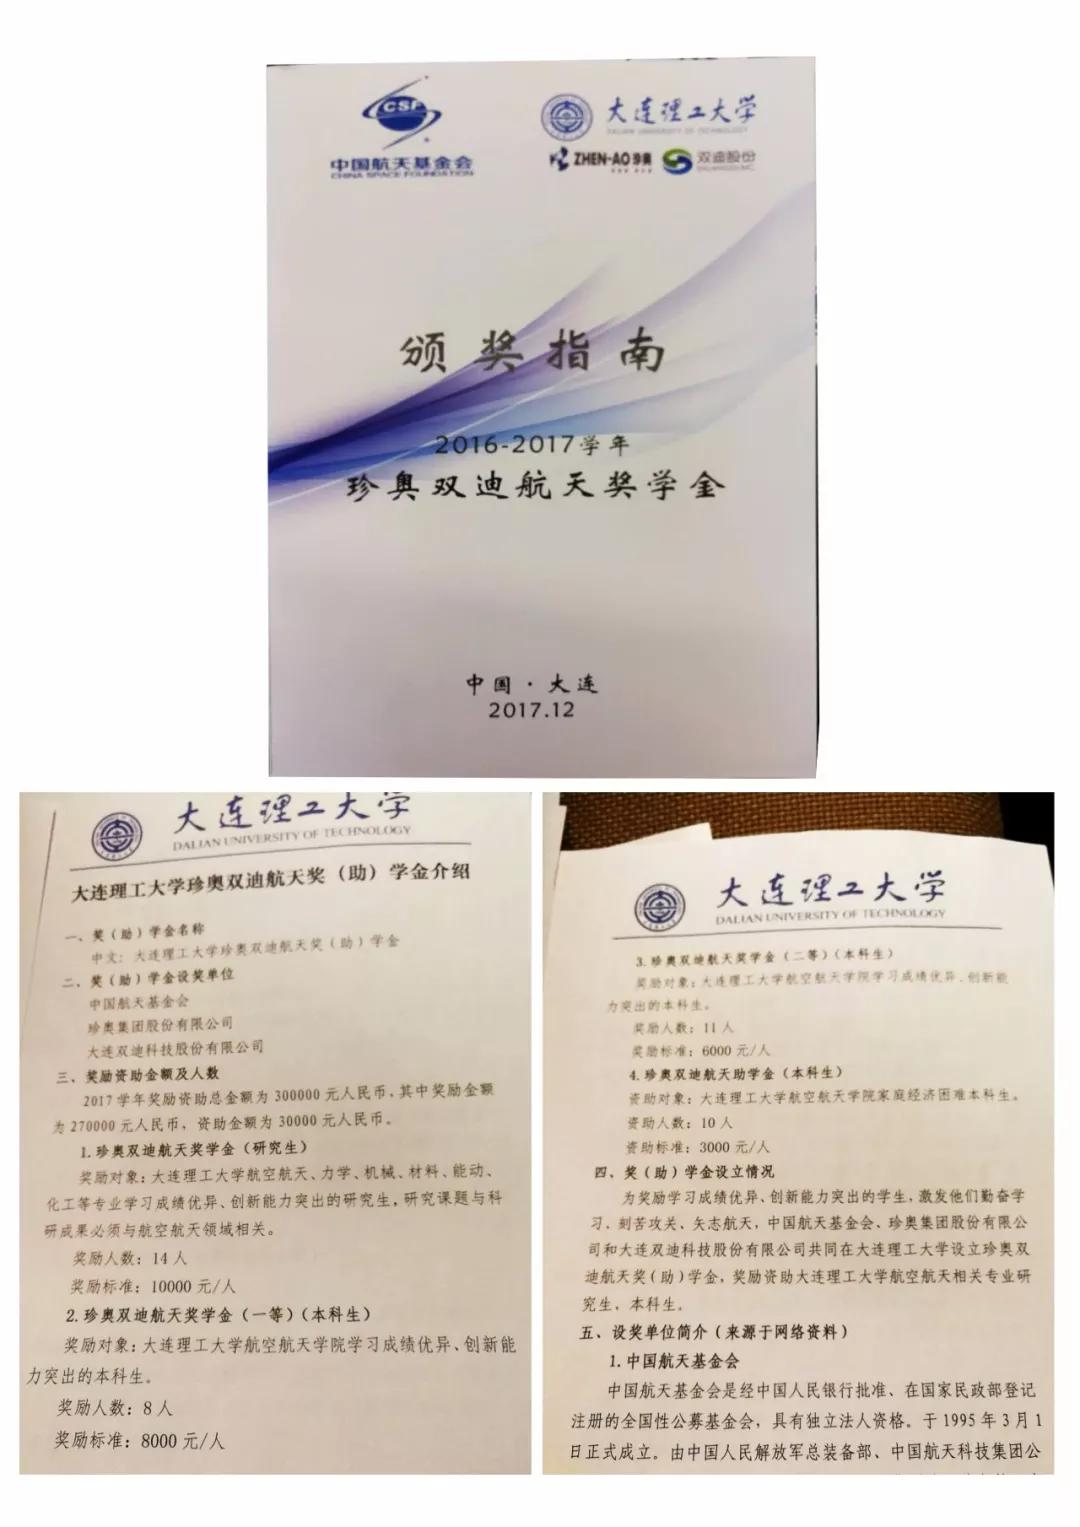 CSF
中国航天基金会
CHINA SPACE FOUNDATION
大连理工大学
DALIAN UNIVERSITY OF TECHNOLOGY
ZHEN-AO 珍奥
双迪股份
颁奖指南
2016-2017学年
珍奥双迪航天奖学金
中国·大连
2017.12
大连理工大学
DALIAN UNIVERSITY OF TECHNOLOGY
大连理工大学珍奥双迪航天奖（助）学金介绍
一、奖（助）学金名称
中文：大连理工大学珍奥双迪航天奖（助）学金
二、奖（助）学金设奖单位
中国航天基金会
珍奥集团股份有限公司
大连双迪科技股份有限公司
三、奖励资助金额及人数
2017学年奖励资助总金额为300000元人民币，其中奖励金额
为270000元人民币，资助金额为30000元人民币。
1.珍奥双迪航天奖学金（研究生）
奖励对象：大连理工大学航空航天、力学、机械、材料、能动、
化工等专业学习成绩优异、创新能力突出的研究生，研究课题与科
研成果必须与航空航天领域相关。
奖励人数：14人
奖励标准：10000元/人
2.珍奥双迪航天奖学金（一等）（本科生）
奖励对象：大连理工大学航空航天学院学习成绩优异、创新能
力突出的本科生。
奖励人数：8人
奖励标准：8000元/人
大连理工大学
DALIAN UNIVERSITY OF TECHNOLOGY
3.珍奥双迪航天奖学金（二等）（本科生）
奖励对象：大连理工大学航空航天学院学习成绩优异、创新能
力突出的本科生。
奖励人数：11人
奖励标准：6000元/人
4.珍奥双迪航天助学金（本科生）
资助对象：大连理工大学航空航天学院家庭经济困难本科生。
资助人数：10人
资助标准：3000元/人
四、奖（助）学金设立情况
为奖励学习成绩优异、创新能力突出的学生，激发他们勤奋学
习、刻苦攻关、矢志航天，中国航天基金会、珍奥集团股份有限公
司和大连双迪科技股份有限公司共同在大连理工大学设立珍奥双
迪航天奖（助）学金，奖励资助大连理工大学航空航天相关专业研
究生、本科生。
五、设奖单位简介（来源于网络资料）
1.中国航天基金会
中国航天基金会是经中国人民银行批准、在国家民政部登记
注册的全国性公募基金会，具有独立法人资格。于1995年3月1
日正式成立。由中国人民解放军总装备部、中国航天科技集团公